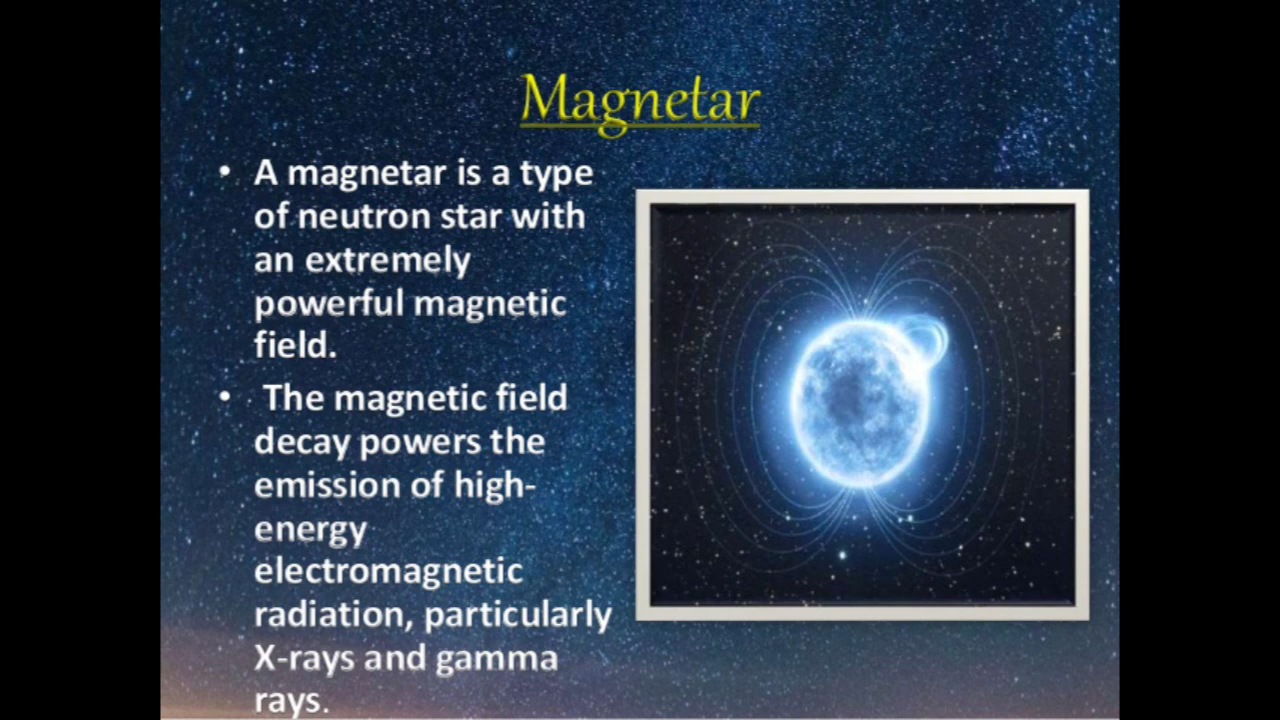 Magnetar
• A magnetar is a type
of neutron star with
an extremely
powerful magnetic
field.
• The magnetic field
decay powers the
emission of high-
energy
electromagnetic
radiation, particularly
X-rays and gamma
rays.